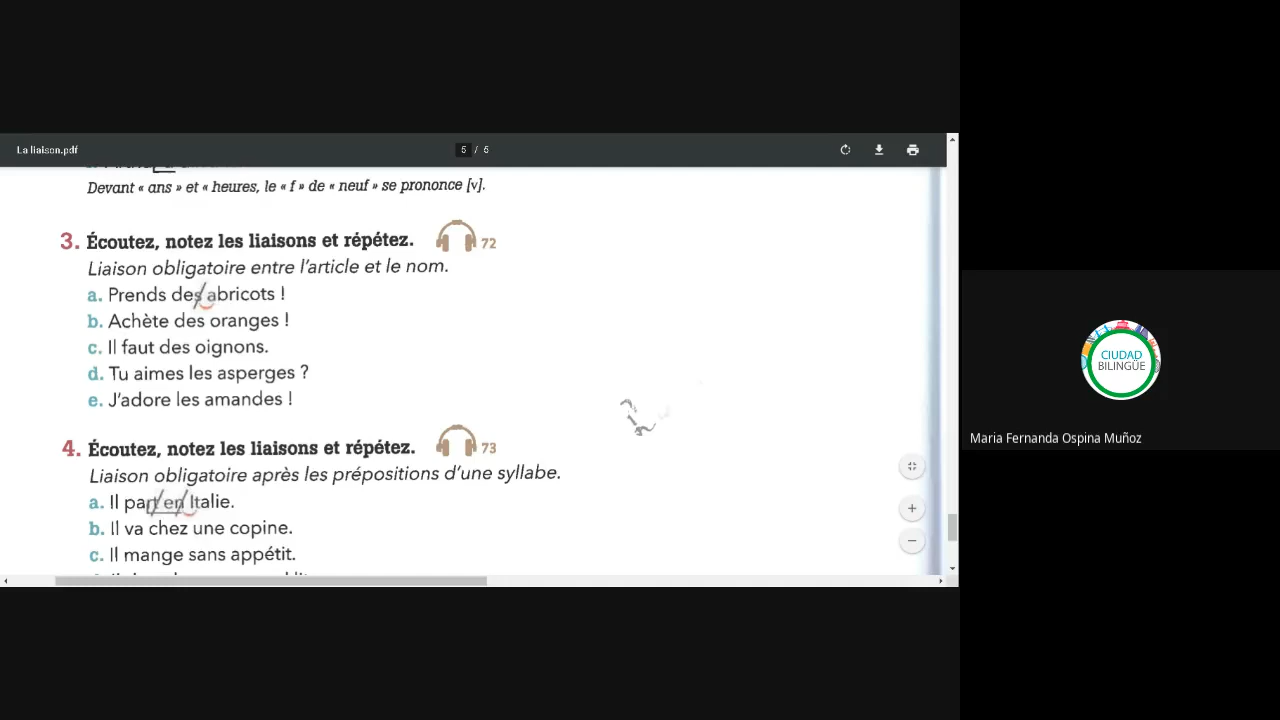 La liaison.pdf
5 / 5
Devant « ans » et « heures, le « f » de « neuf » se prononce [v].
3. Écoutez, notez les liaisons et répétez. 72
Liaison obligatoire entre l'article et le nom.
a. Prends des abricots !
b. Achète des oranges !
c. Il faut des oignons.
d. Tu aimes les asperges ?
e. J'adore les amandes !
4. Écoutez, notez les liaisons et répétez. 73
Liaison obligatoire après les prépositions d'une syllabe.
a. Il part en Italie.
b. Il va chez une copine.
c. Il mange sans appétit.
CIUDAD
BILINGÜE
Maria Fernanda Ospina Muñoz